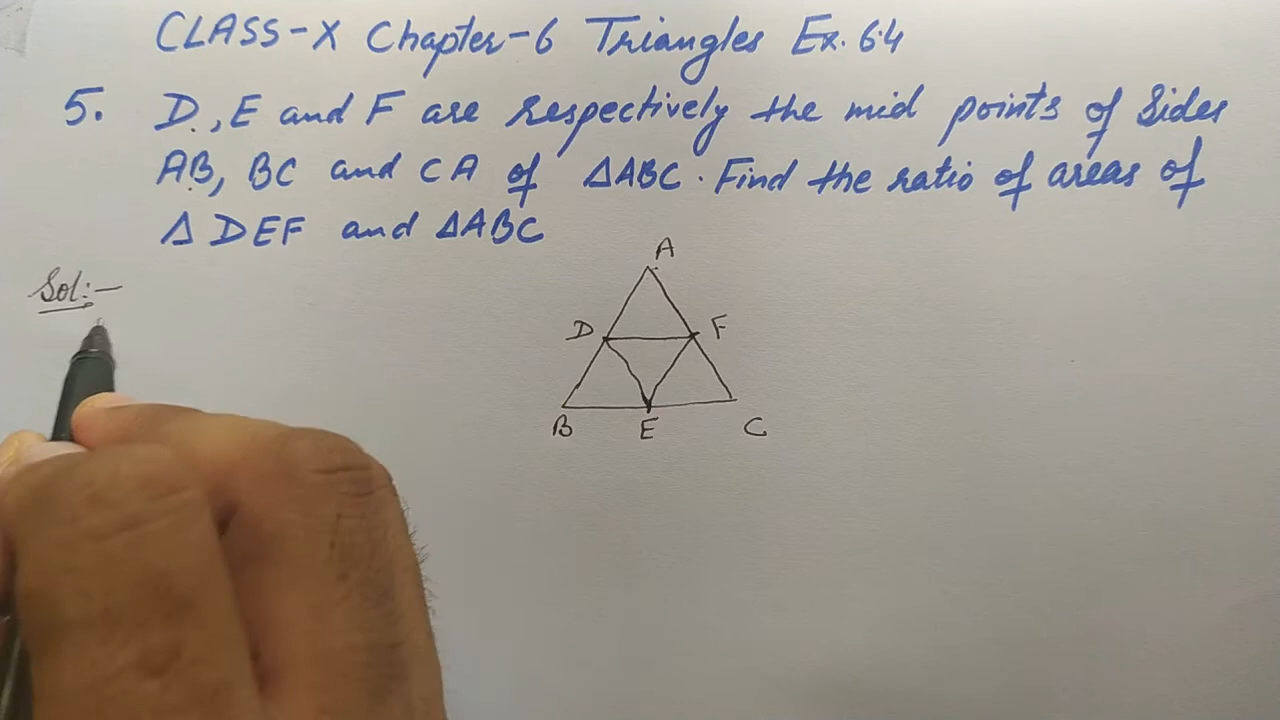 CLASS-X Chapter-6 Triangles Ex. 6.4
5. D, E and F are respectively the mid points of Sides
AB, BC and CA of ΔABC. Find the ratio of areas of
Δ DEF and ΔABC
Sol:-
A
D F
B E C